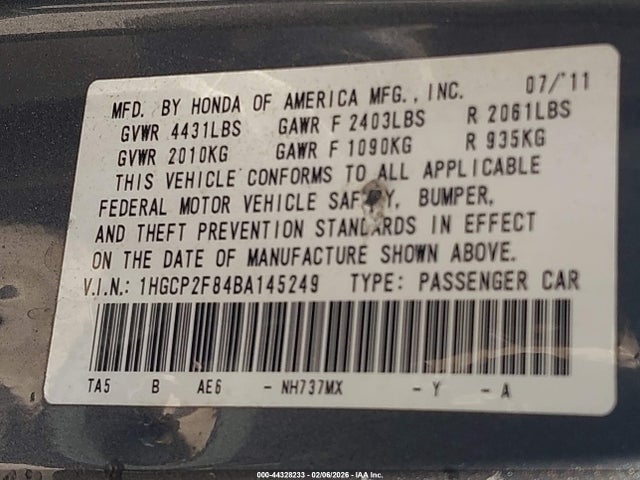 MFD. BY HONDA OF AMERICA MFG., INC. 07/'11
GVWR 4431LBS GAWR F 2403LBS R 2061LBS
GVWR 2010KG GAWR F 1090KG R 935KG
THIS VEHICLE CONFORMS TO ALL APPLICABLE
FEDERAL MOTOR VEHICLE SAFETY, BUMPER,
AND THEFT PREVENTION STANDARDS IN EFFECT
ON THE DATE OF MANUFACTURE SHOWN ABOVE.
V.I.N.: 1HGCP2F84BA145249 TYPE: PASSENGER CAR
TA5 B AE6 - NH737MX - Y - A
000-44328233 - 02/06/2026 - IAA Inc.